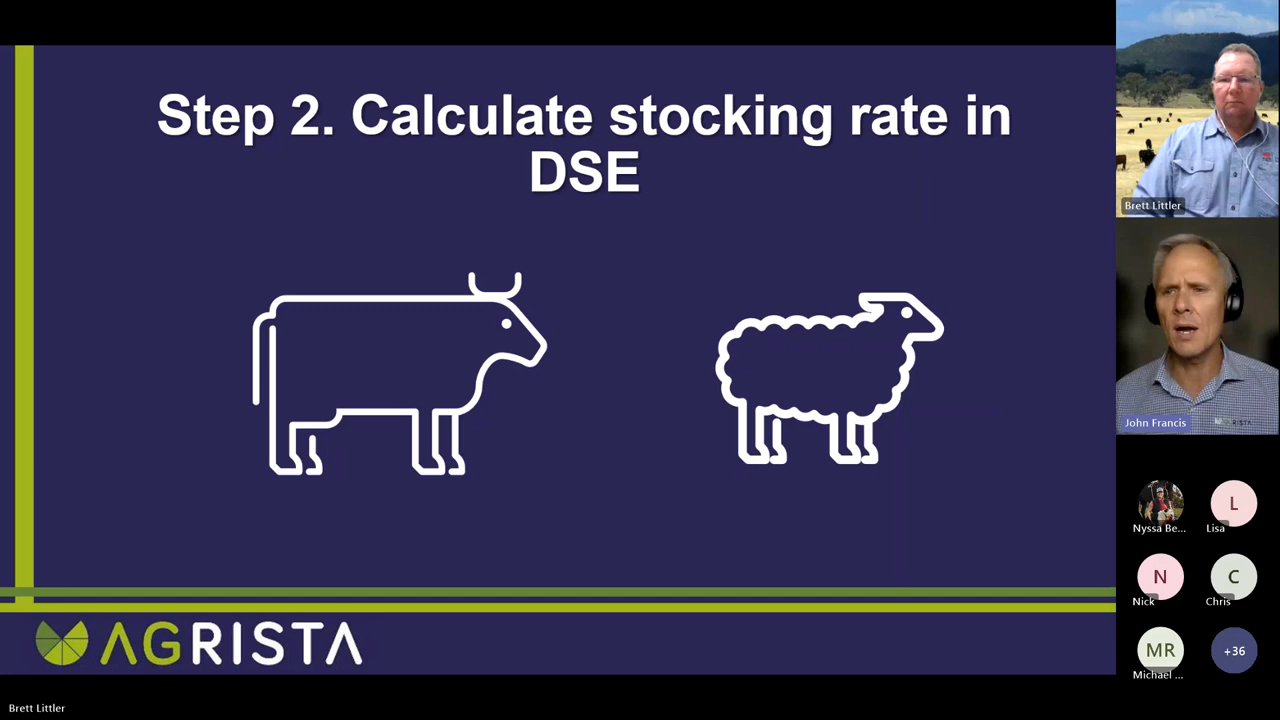 Step 2. Calculate stocking rate in
DSE
AGRISTA
Brett Littler
John Francis
Nyssa Be...
L
Lisa
N
Nick
C
Chris
MR
Michael ...
+36
Brett Littler